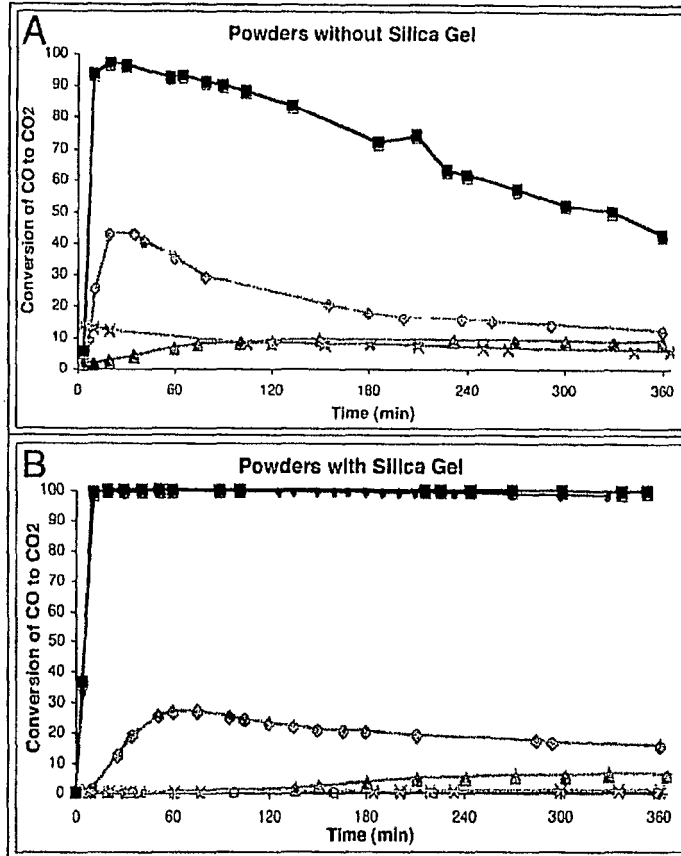 A
Powders without Silica Gel
Conversion of CO to CO2
100
90
80
70
60
50
40
30
20
10
0
0 60 120 180 240 300 360
Time (min)
B
Powders with Silica Gel
Conversion of CO to CO2
100
90
80
70
60
50
40
30
20
10
0
0 60 120 180 240 300 360
Time (min)